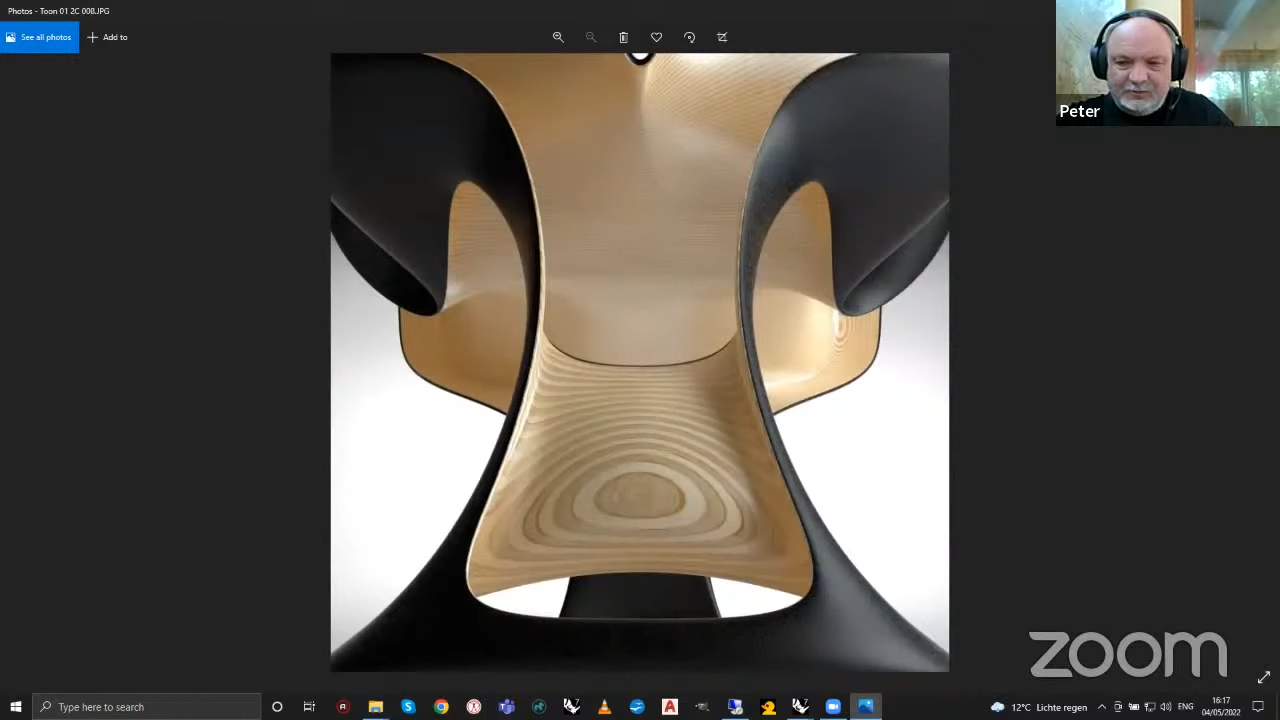 Photos - Toon 01 2C 008.JPG
See all photos
Add to
Peter
zoom
Type here to search
12°C Lichte regen
ENG
16:17
04/05/2022